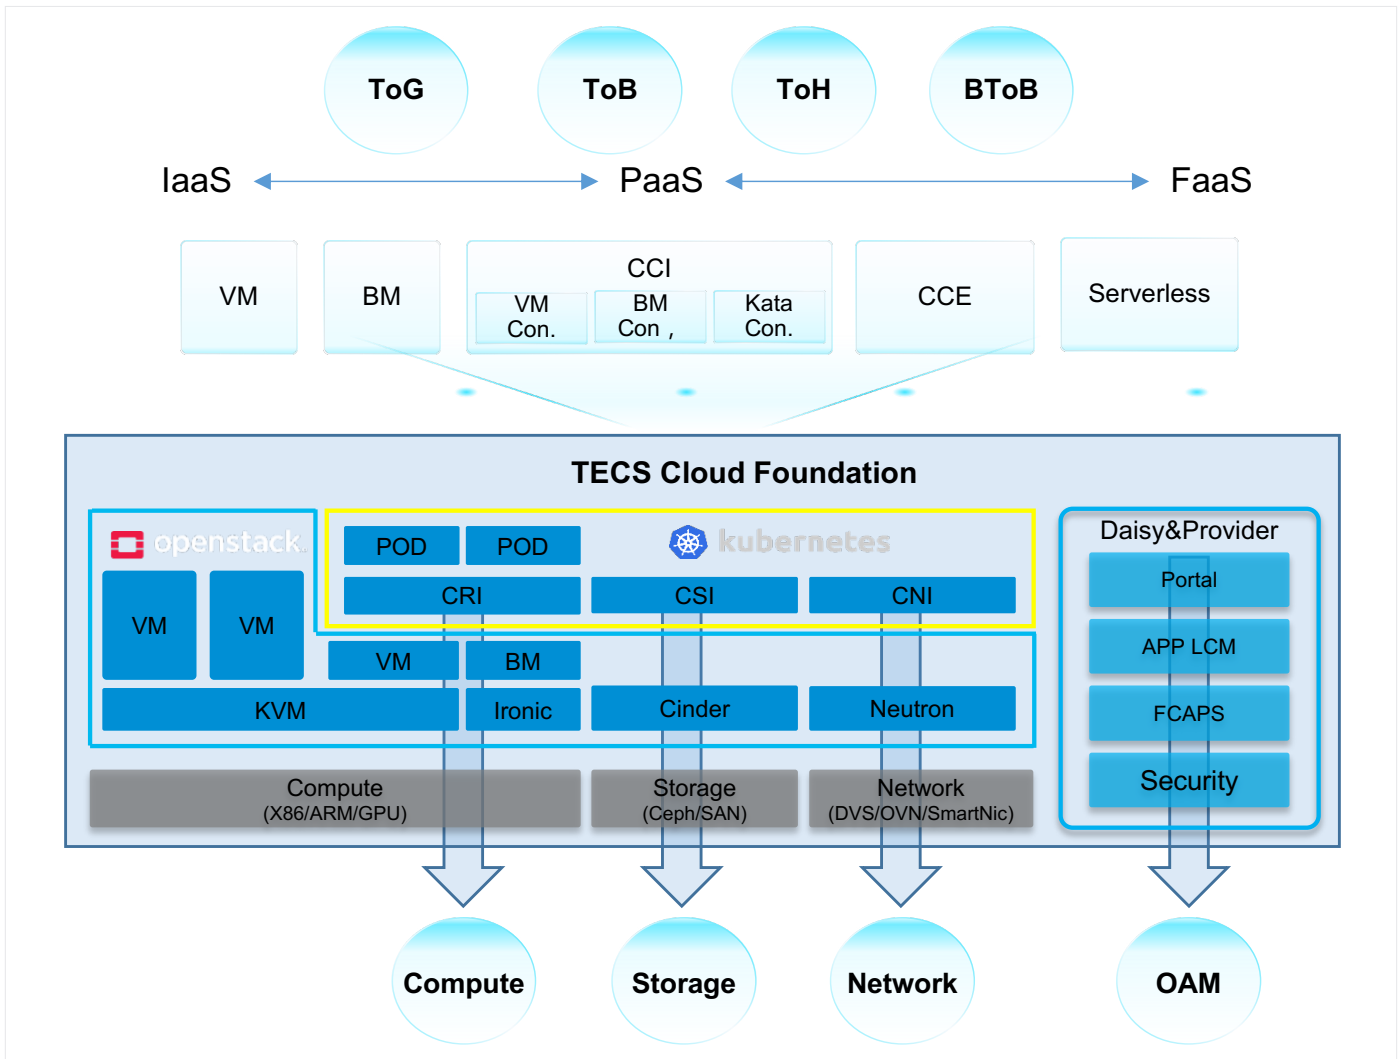 ToG
ToB
ToH
BToB
IaaS
PaaS
FaaS
VM
BM
CCI
VM
Con.
BM
Con ,
Kata
Con.
CCE
Serverless
TECS Cloud Foundation
openstack.
POD
POD
kubernetes
CRI
CSI
CNI
VM
VM
VM
BM
KVM
Ironic
Cinder
Neutron
Compute
(X86/ARM/GPU)
Storage
(Ceph/SAN)
Network
(DVS/OVN/SmartNic)
Daisy&Provider
Portal
APP LCM
FCAPS
Security
Compute
Storage
Network
OAM